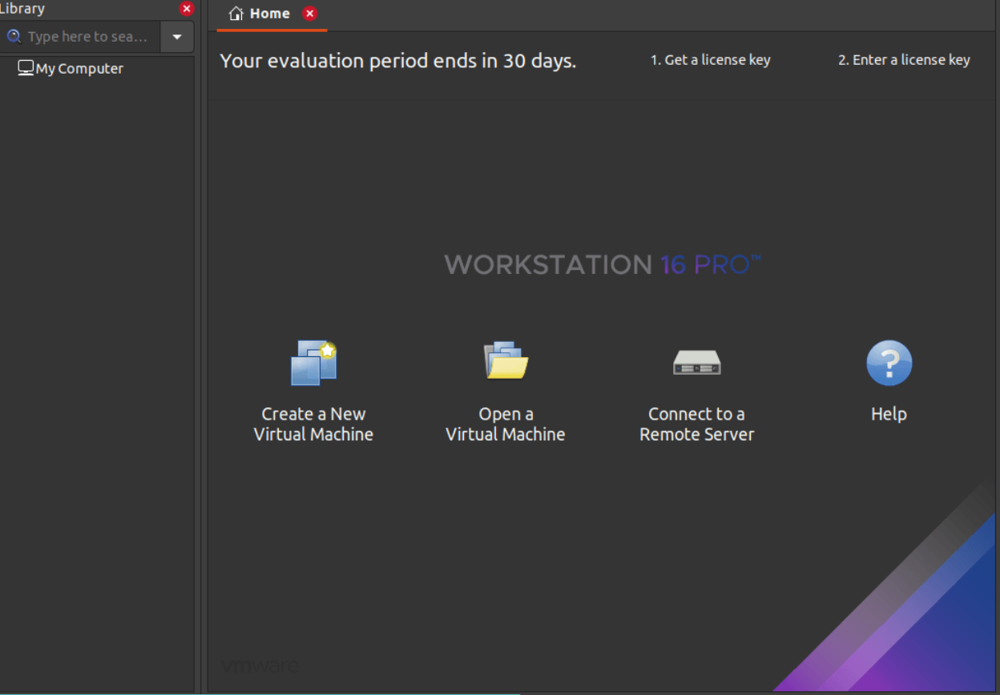 Library
Home
Type here to sea...
My Computer
Your evaluation period ends in 30 days.
1. Get a license key
2. Enter a license key
WORKSTATION 16 PRO™
Create a New
Virtual Machine
Open a
Virtual Machine
Connect to a
Remote Server
Help
vmware